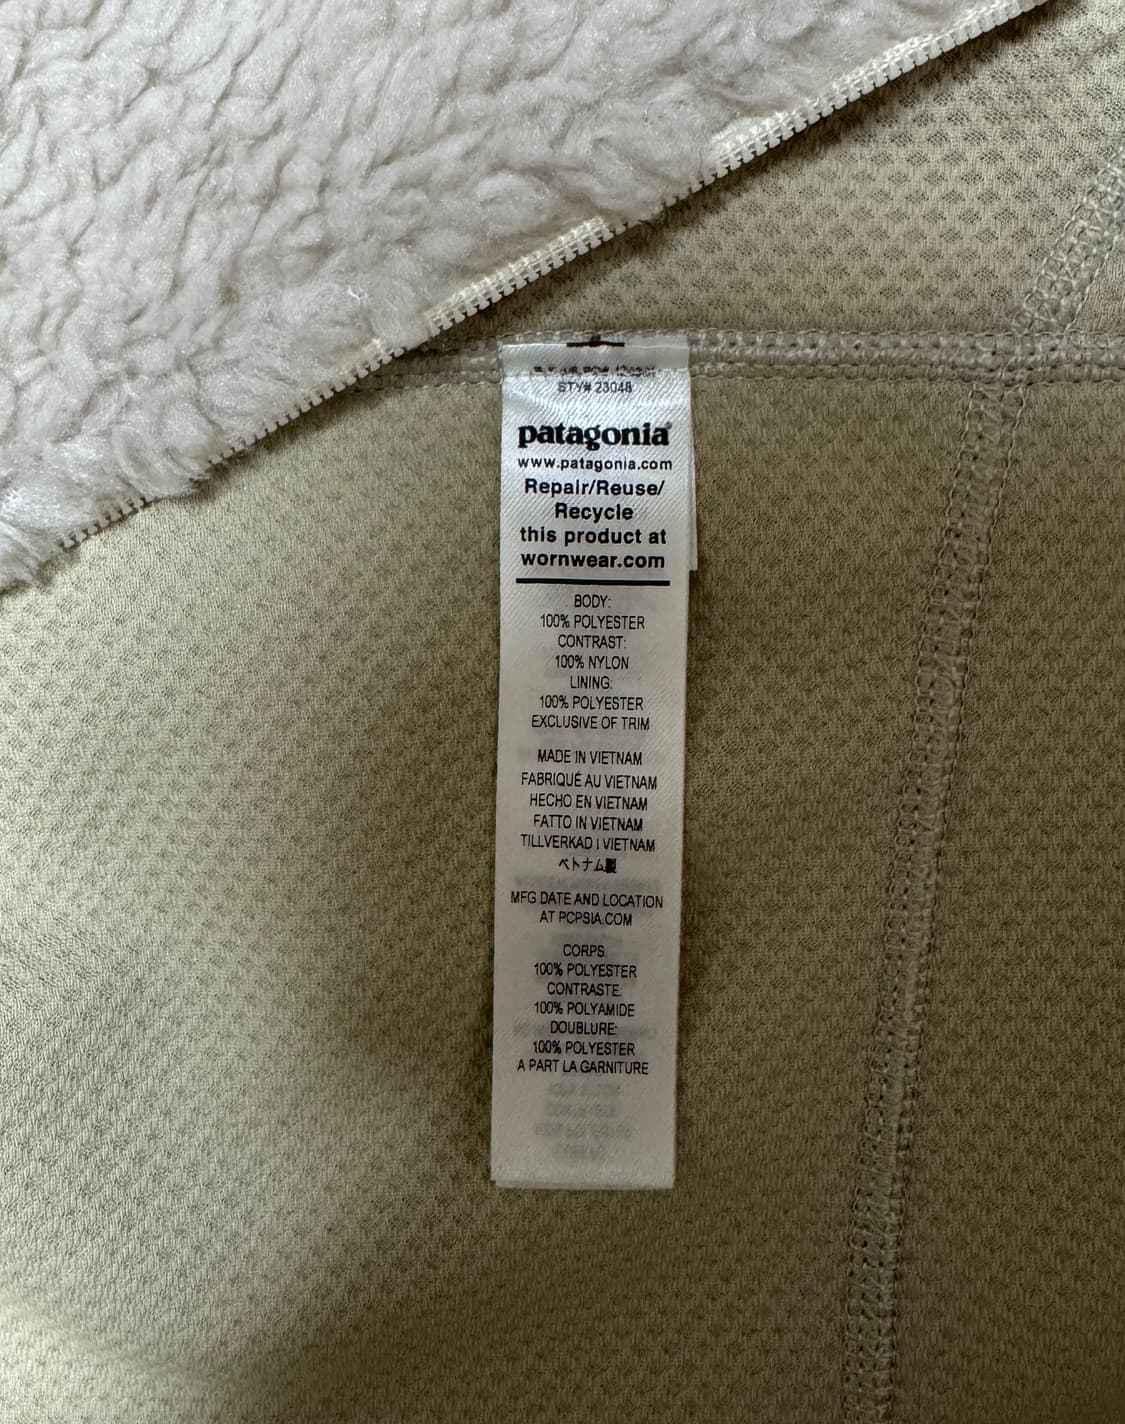 STY# 23048
patagonia®
www.patagonia.com
Repair/Reuse/
Recycle
this product at
wornwear.com
BODY:
100% POLYESTER
CONTRAST:
100% NYLON
LINING:
100% POLYESTER
EXCLUSIVE OF TRIM
MADE IN VIETNAM
FABRIQUÉ AU VIETNAM
HECHO EN VIETNAM
FATTO IN VIETNAM
TILLVERKAD I VIETNAM
ベトナム製
MFG DATE AND LOCATION
AT PCPSIA.COM
CORPS:
100% POLYESTER
CONTRASTE:
100% POLYAMIDE
DOUBLURE:
100% POLYESTER
A PART LA GARNITURE